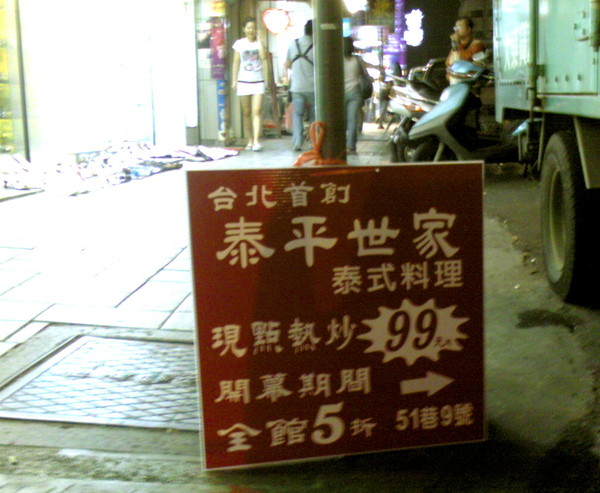 台北首創
泰平世家
泰式料理
現點熱炒 99元
開幕期間
全館5折 51巷9號